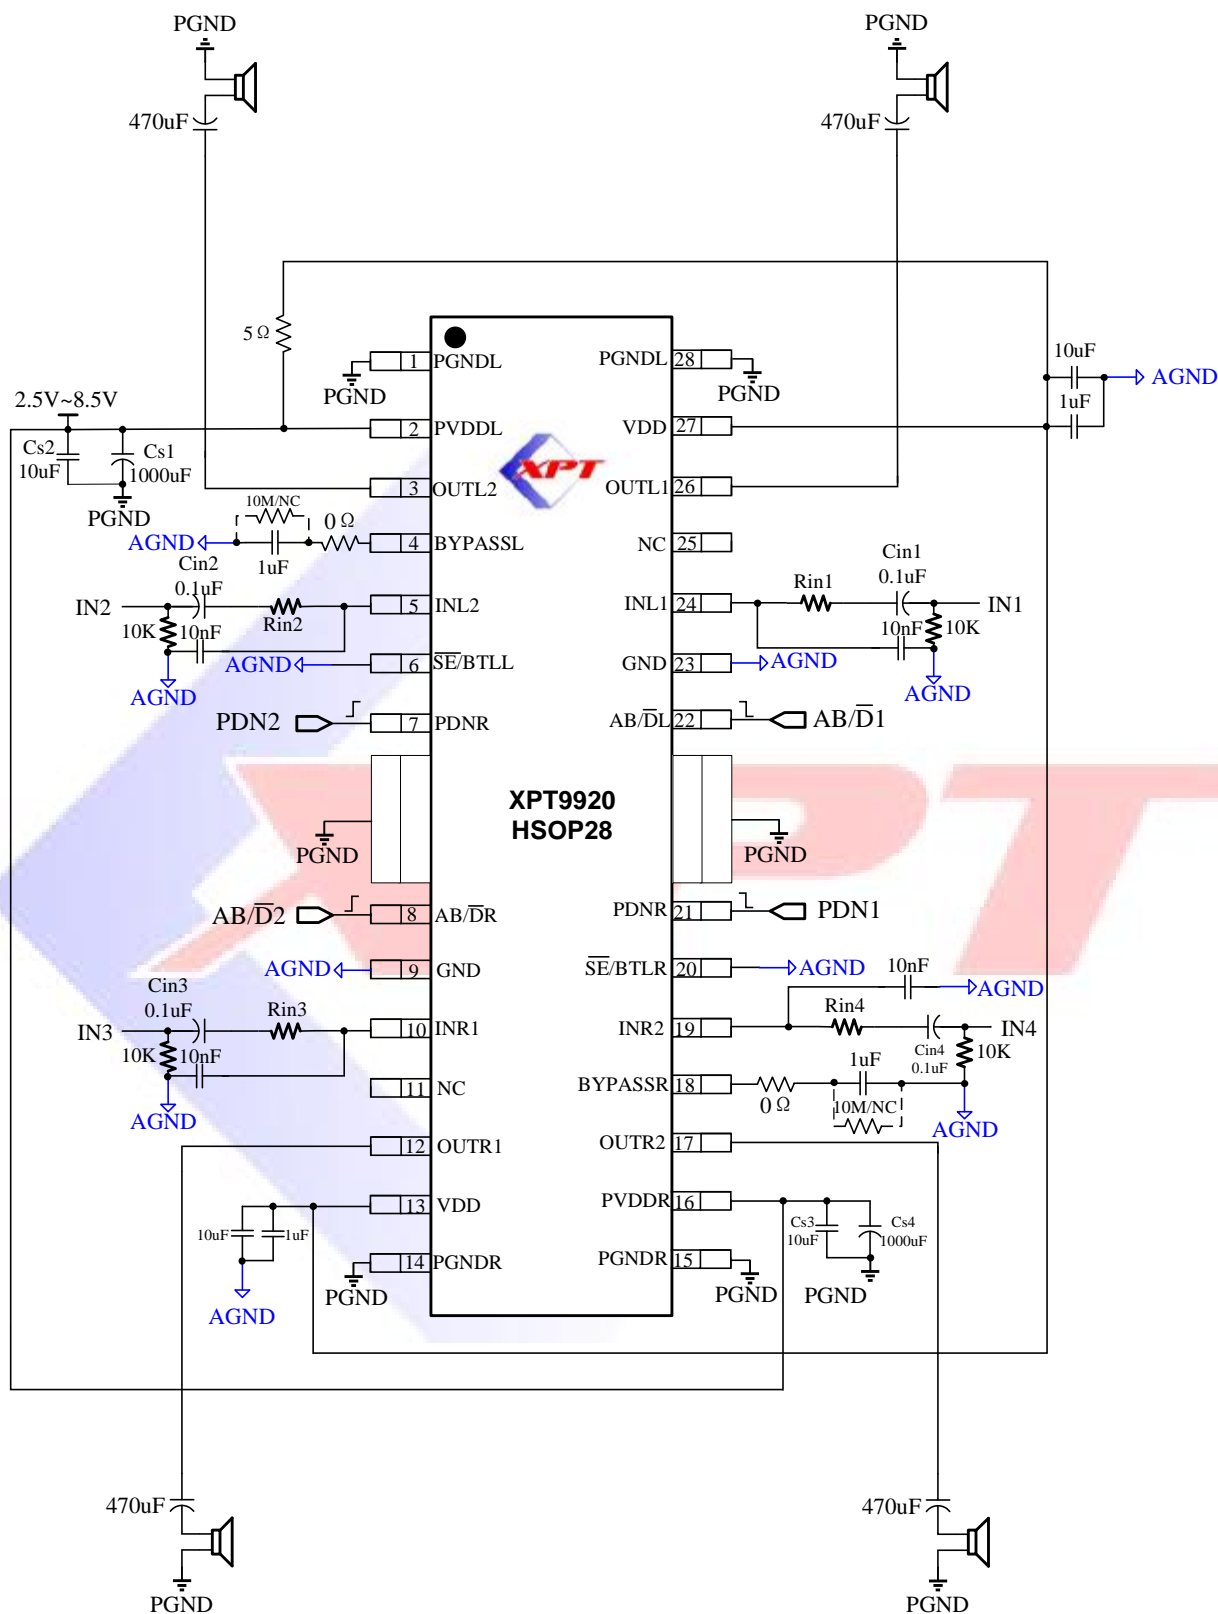 PGND
PGND
470uF
470uF
5Ω
1 PGNDL
PGNDL 28
PGND
PGND
10uF
AGND
1uF
2.5V~8.5V
2 PVDDL
VDD 27
Cs2
10uF
Cs1
1000uF
PGND
XPT
3 OUTL2
OUTL1 26
10M/NC
0Ω
AGND
1uF
4 BYPASSL
NC 25
Cin2
0.1uF
IN2
Rin2
10K
10nF
AGND
5 INL2
INL1 24
Rin1
Cin1
0.1uF
IN1
10nF
10K
AGND
AGND
6 S̅E̅/BTLL
GND 23
AGND
PDN2
7 PDNR
AB/D̅L 22
AB/D̅1
XPT9920
HSOP28
PGND
PGND
XPT
AB/D̅2
8 AB/D̅R
PDNR 21
PDN1
AGND
9 GND
S̅E̅/BTLR 20
AGND
10nF
AGND
Cin3
0.1uF
Rin3
IN3
10K
10nF
AGND
10 INR1
INR2 19
Rin4
Cin4
0.1uF
IN4
10K
11 NC
BYPASSR 18
0Ω
1uF
10M/NC
AGND
12 OUTR1
OUTR2 17
13 VDD
PVDDR 16
10uF
1uF
AGND
Cs3
10uF
Cs4
1000uF
14 PGNDR
PGNDR 15
PGND
PGND
PGND
470uF
470uF
PGND
PGND